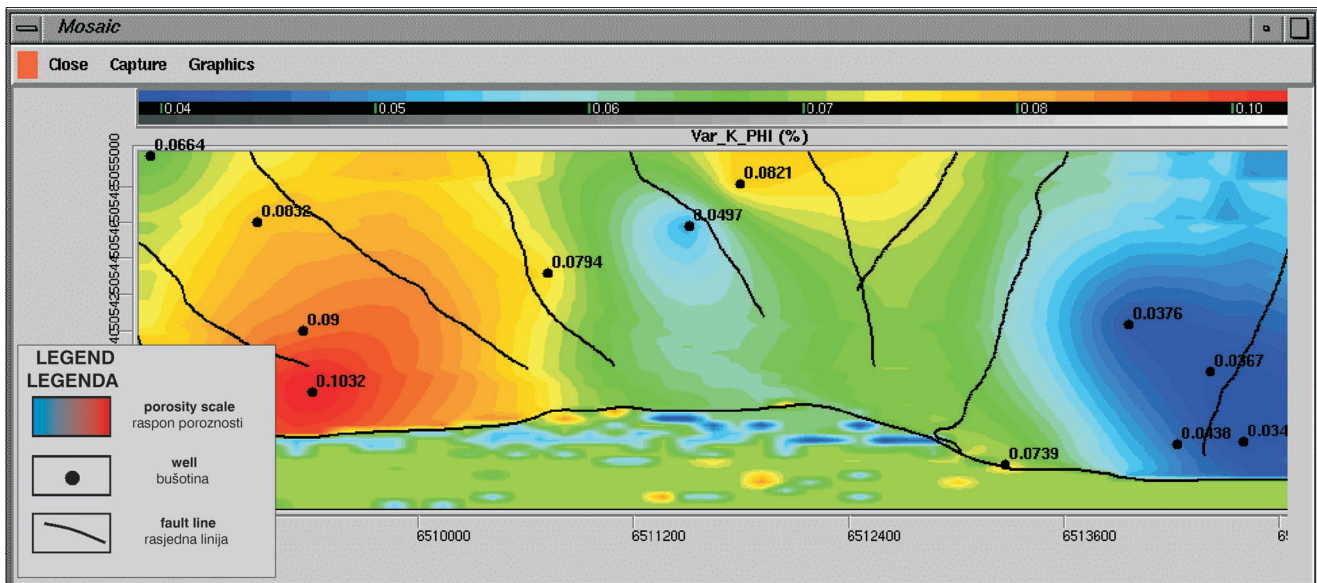 Mosaic
Close Capture Graphics
0.04 0.05 0.06 0.07 0.08 0.10
Var_K_PHI (%)
0.0664
0.0821
0.0832
0.0497
0.0794
0.09
0.0376
0.0367
0.1032
0.0438
0.034
0.0739
LEGEND
LEGENDA
porosity scale
raspon poroznosti
well
bušotina
fault line
rasjedna linija
6510000 6511200 6512400 6513600